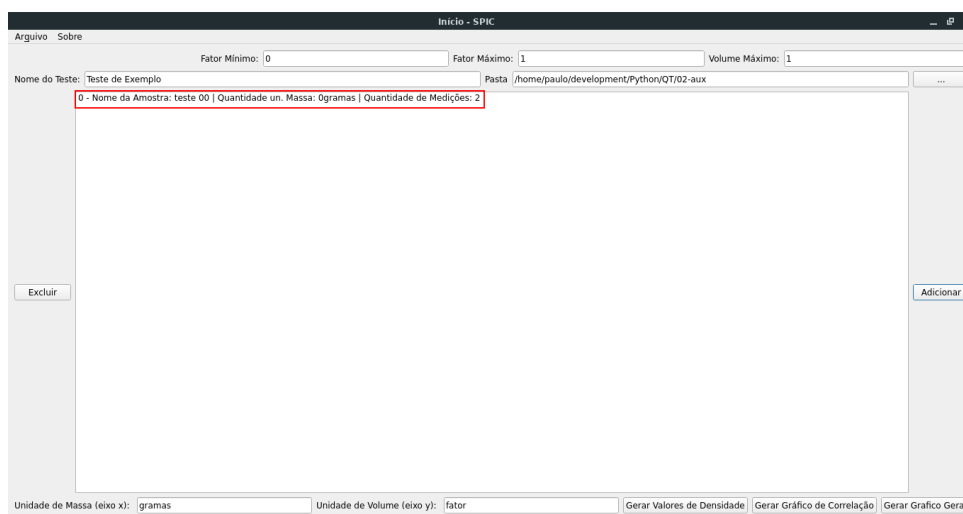 Início - SPIC
Arquivo Sobre
Fator Mínimo: 0 Fator Máximo: 1 Volume Máximo: 1
Nome do Teste: Teste de Exemplo Pasta /home/paulo/development/Python/QT/02-aux ...
0 - Nome da Amostra: teste 00 | Quantidade un. Massa: 0gramas | Quantidade de Medições: 2
Excluir Adicionar
Unidade de Massa (eixo x): gramas Unidade de Volume (eixo y): fator Gerar Valores de Densidade Gerar Gráfico de Correlação Gerar Grafico Gera